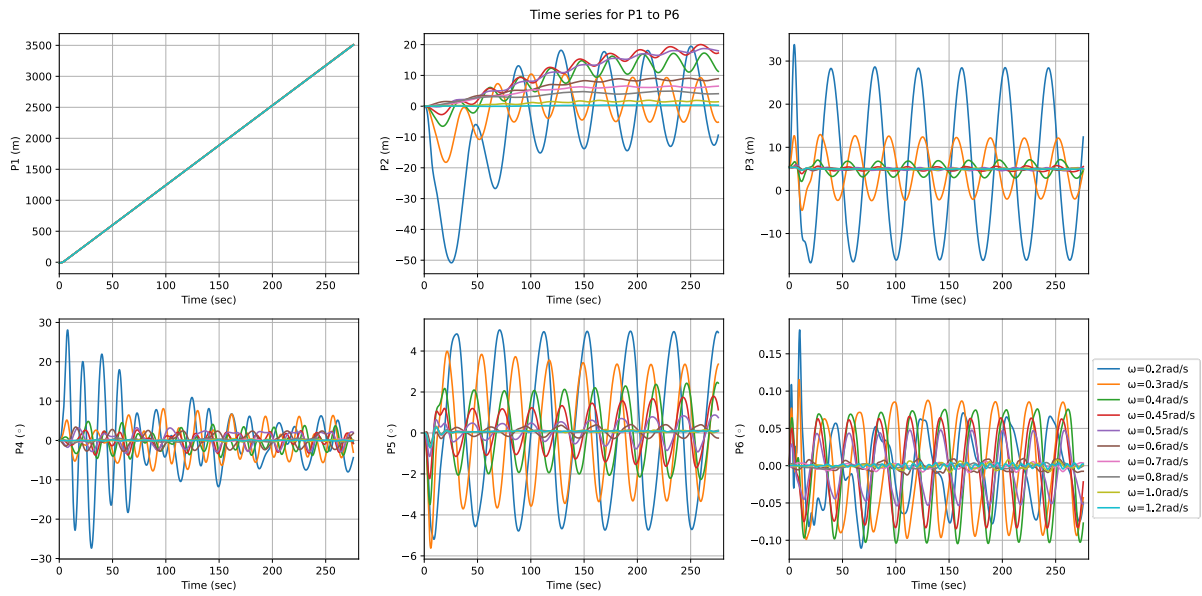 Time series for P1 to P6
P1 (m)
3500
3000
2500
2000
1500
1000
500
0
0 50 100 150 200 250
Time (sec)
P2 (m)
20
10
0
−10
−20
−30
−40
−50
0 50 100 150 200 250
Time (sec)
P3 (m)
30
20
10
0
−10
0 50 100 150 200 250
Time (sec)
P4 (◦)
30
20
10
0
−10
−20
−30
0 50 100 150 200 250
Time (sec)
P5 (◦)
4
2
0
−2
−4
−6
0 50 100 150 200 250
Time (sec)
P6 (◦)
0.15
0.10
0.05
0.00
−0.05
−0.10
0 50 100 150 200 250
Time (sec)
ω=0.2rad/s
ω=0.3rad/s
ω=0.4rad/s
ω=0.45rad/s
ω=0.5rad/s
ω=0.6rad/s
ω=0.7rad/s
ω=0.8rad/s
ω=1.0rad/s
ω=1.2rad/s